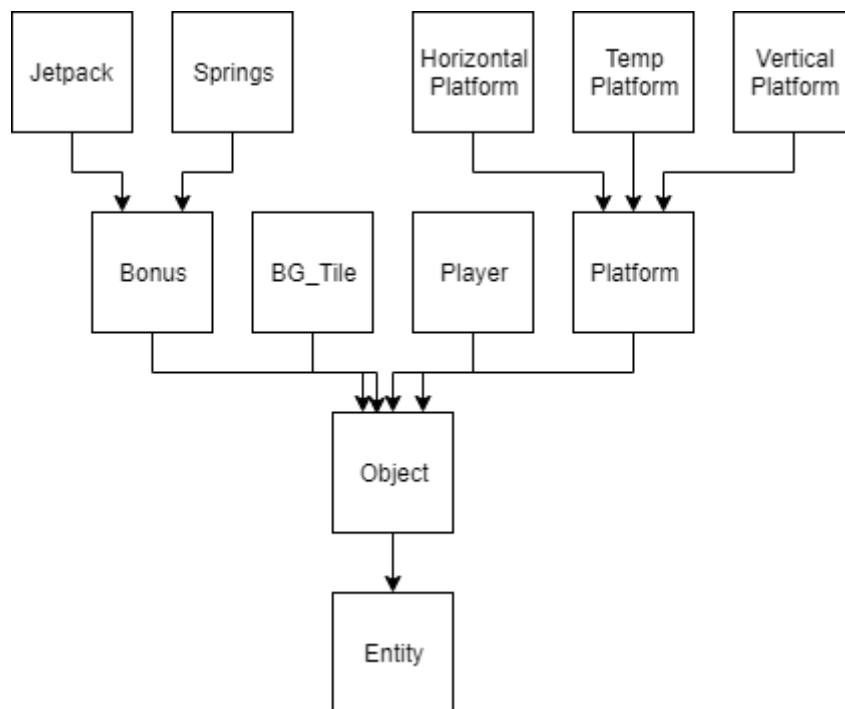 Jetpack
Springs
Horizontal
Platform
Temp
Platform
Vertical
Platform
Bonus
BG_Tile
Player
Platform
Object
Entity